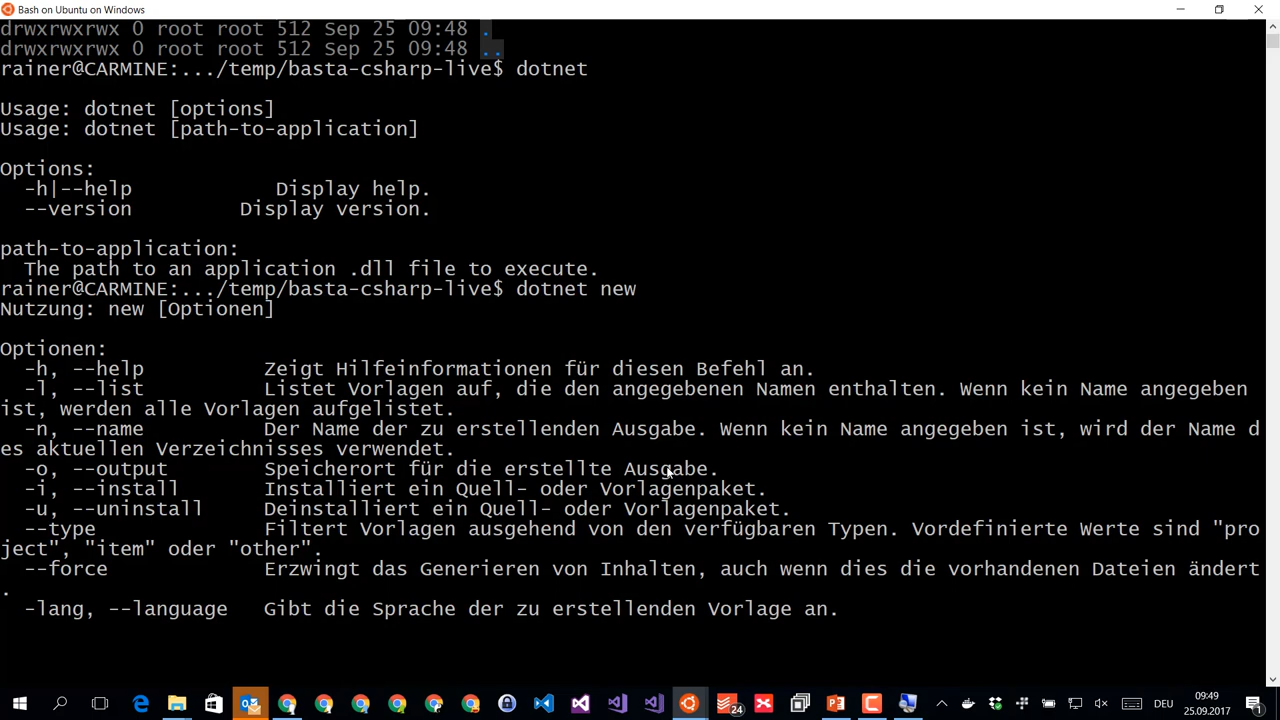 Bash on Ubuntu on Windows
drwxrwxrwx 0 root root 512 Sep 25 09:48 .
drwxrwxrwx 0 root root 512 Sep 25 09:48 ..
rainer@CARMINE:.../temp/basta-csharp-live$ dotnet
Usage: dotnet [options]
Usage: dotnet [path-to-application]
Options:
-h|--help Display help.
--version Display version.
path-to-application:
The path to an application .dll file to execute.
rainer@CARMINE:.../temp/basta-csharp-live$ dotnet new
Nutzung: new [Optionen]
Optionen:
-h, --help Zeigt Hilfeinformationen für diesen Befehl an.
-l, --list Listet Vorlagen auf, die den angegebenen Namen enthalten. Wenn kein Name angegeben
ist, werden alle Vorlagen aufgelistet.
-n, --name Der Name der zu erstellenden Ausgabe. Wenn kein Name angegeben ist, wird der Name d
es aktuellen Verzeichnisses verwendet.
-o, --output Speicherort für die erstellte Ausgabe.
-i, --install Installiert ein Quell- oder Vorlagenpaket.
-u, --uninstall Deinstalliert ein Quell- oder Vorlagenpaket.
--type Filtert Vorlagen ausgehend von den verfügbaren Typen. Vordefinierte Werte sind "pro
ject", "item" oder "other".
--force Erzwingt das Generieren von Inhalten, auch wenn dies die vorhandenen Dateien ändert
.
-lang, --language Gibt die Sprache der zu erstellenden Vorlage an.
24
DEU
09:49
25.09.2017
1